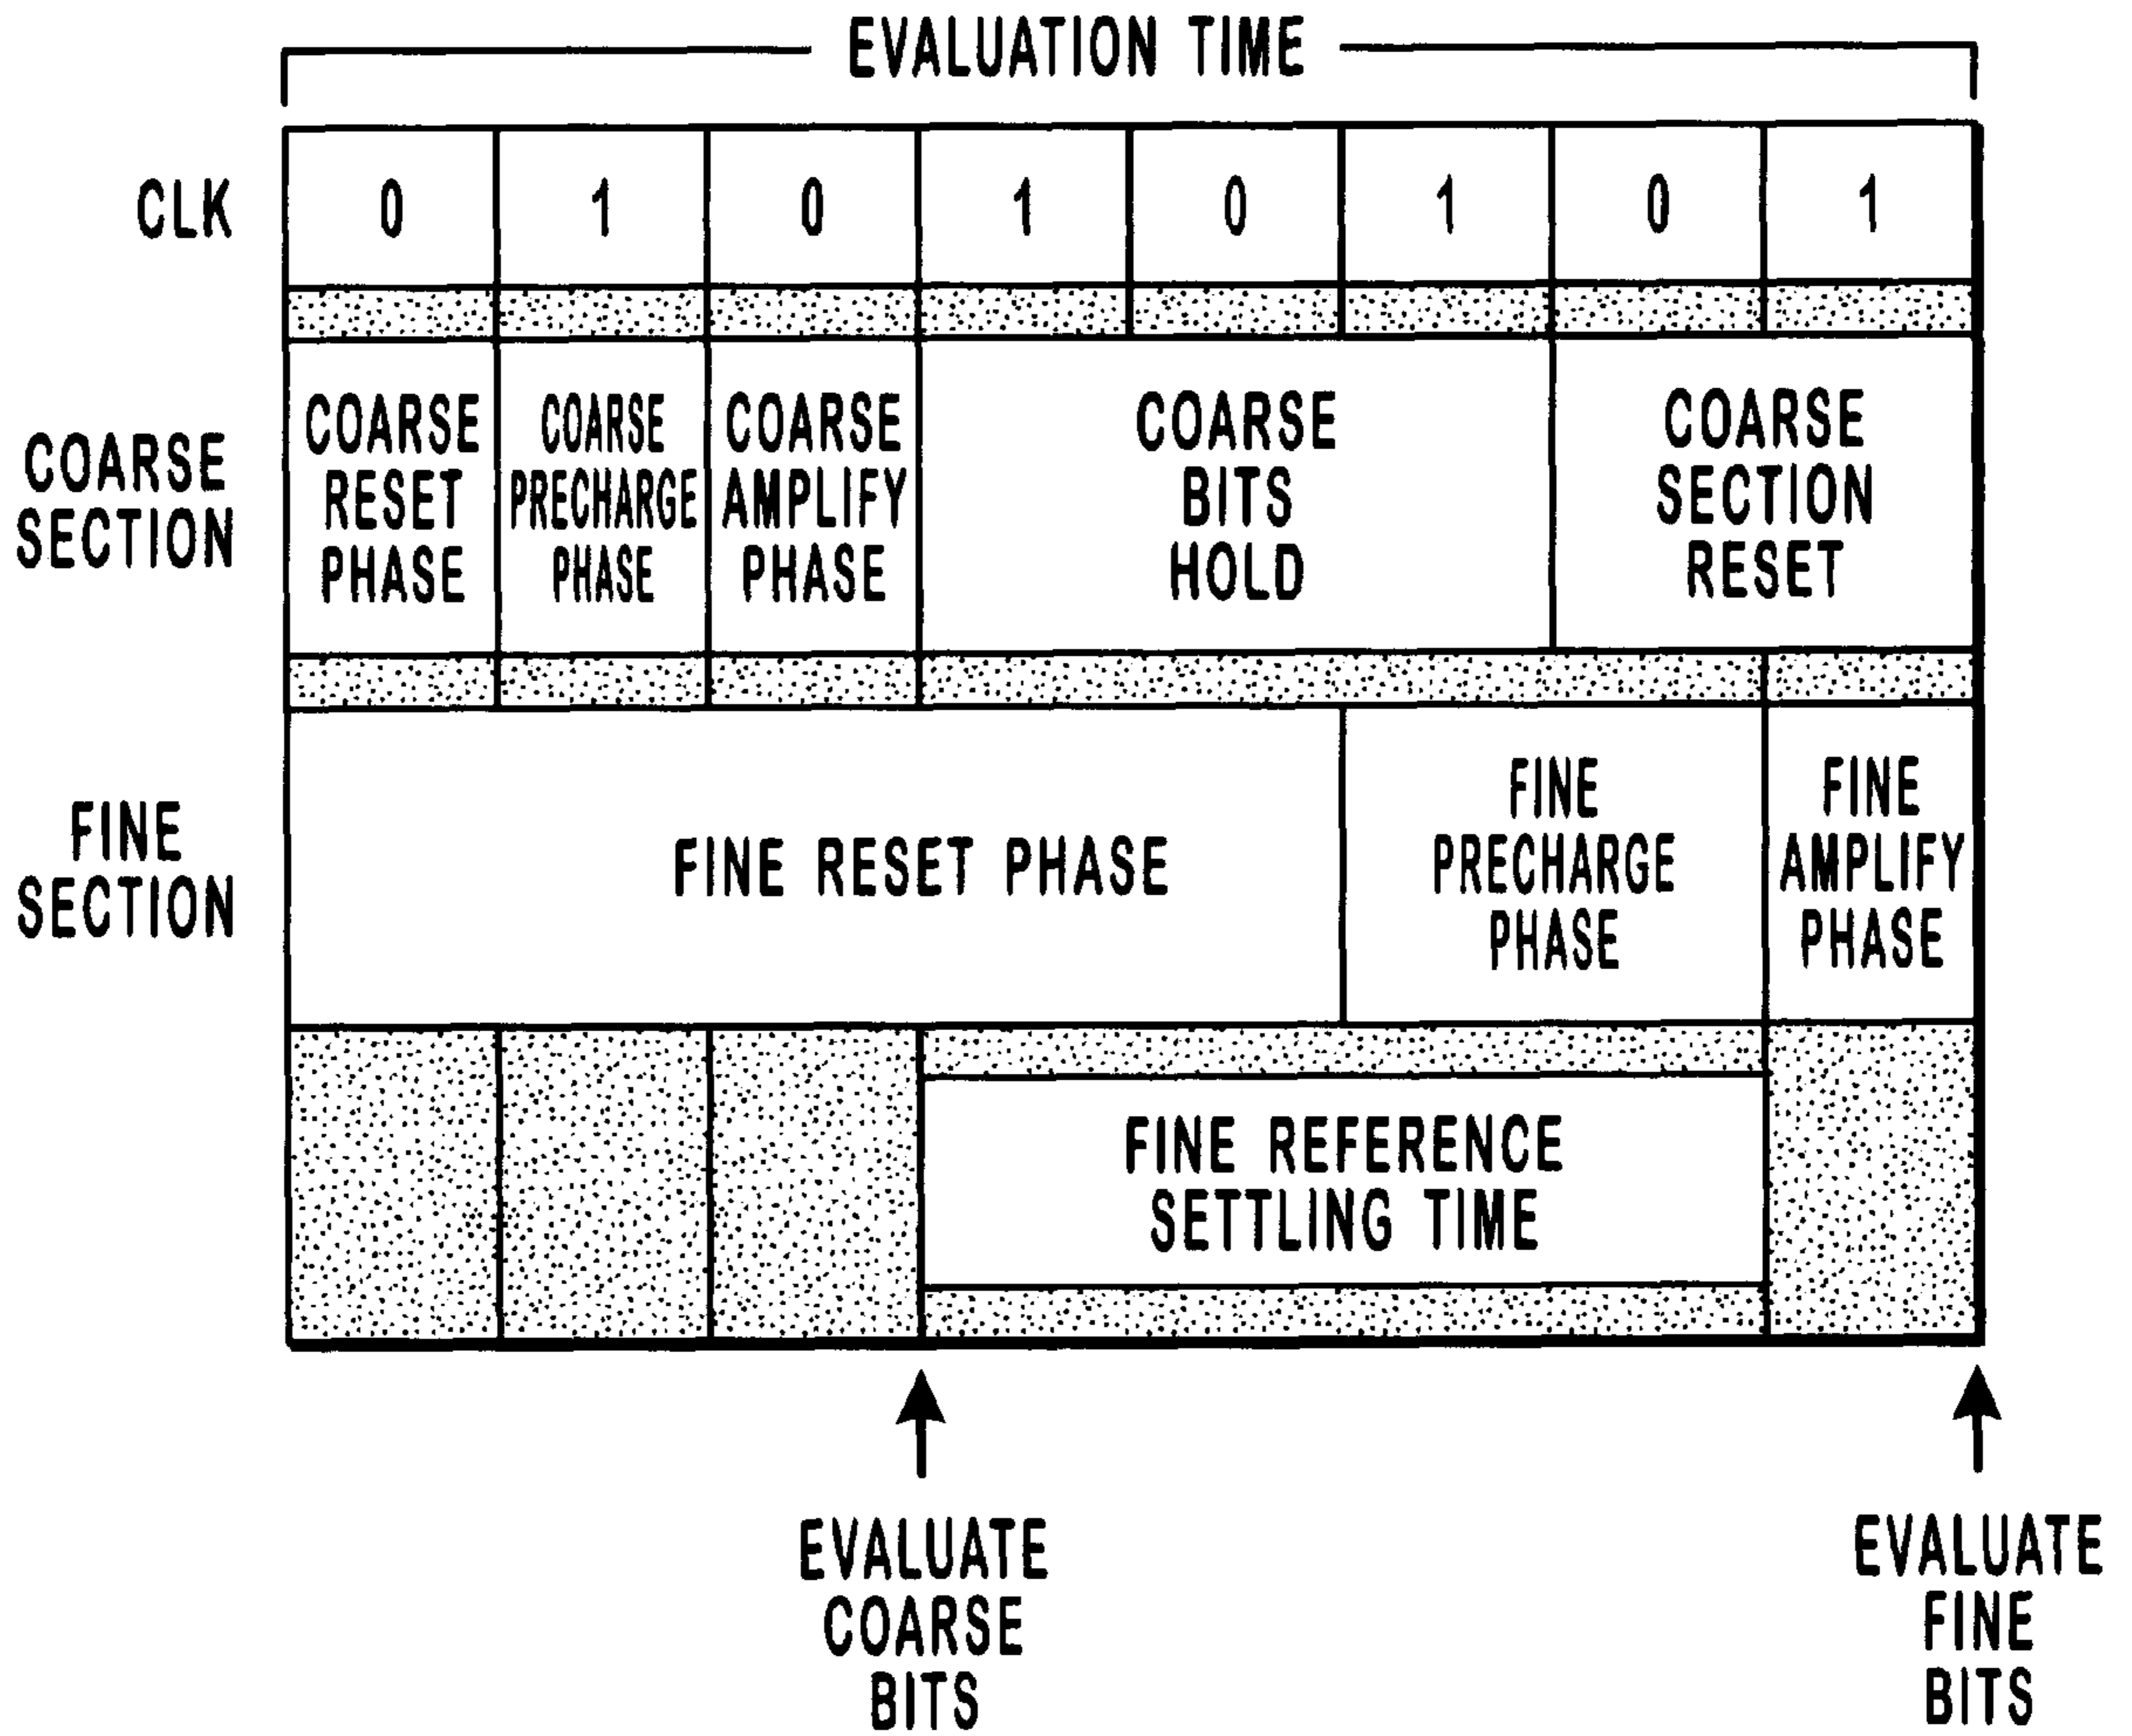 EVALUATION TIME
CLK 0 1 0 1 0 1 0 1
COARSE
SECTION
COARSE
RESET
PHASE
COARSE
PRECHARGE
PHASE
COARSE
AMPLIFY
PHASE
COARSE
BITS
HOLD
COARSE
SECTION
RESET
FINE
SECTION
FINE RESET PHASE
FINE
PRECHARGE
PHASE
FINE
AMPLIFY
PHASE
FINE REFERENCE
SETTLING TIME
EVALUATE
COARSE
BITS
EVALUATE
FINE
BITS